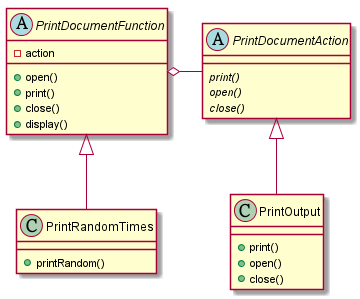 A PrintDocumentFunction
action
open()
print()
close()
display()
A PrintDocumentAction
print()
open()
close()
C PrintRandomTimes
printRandom()
C PrintOutput
print()
open()
close()